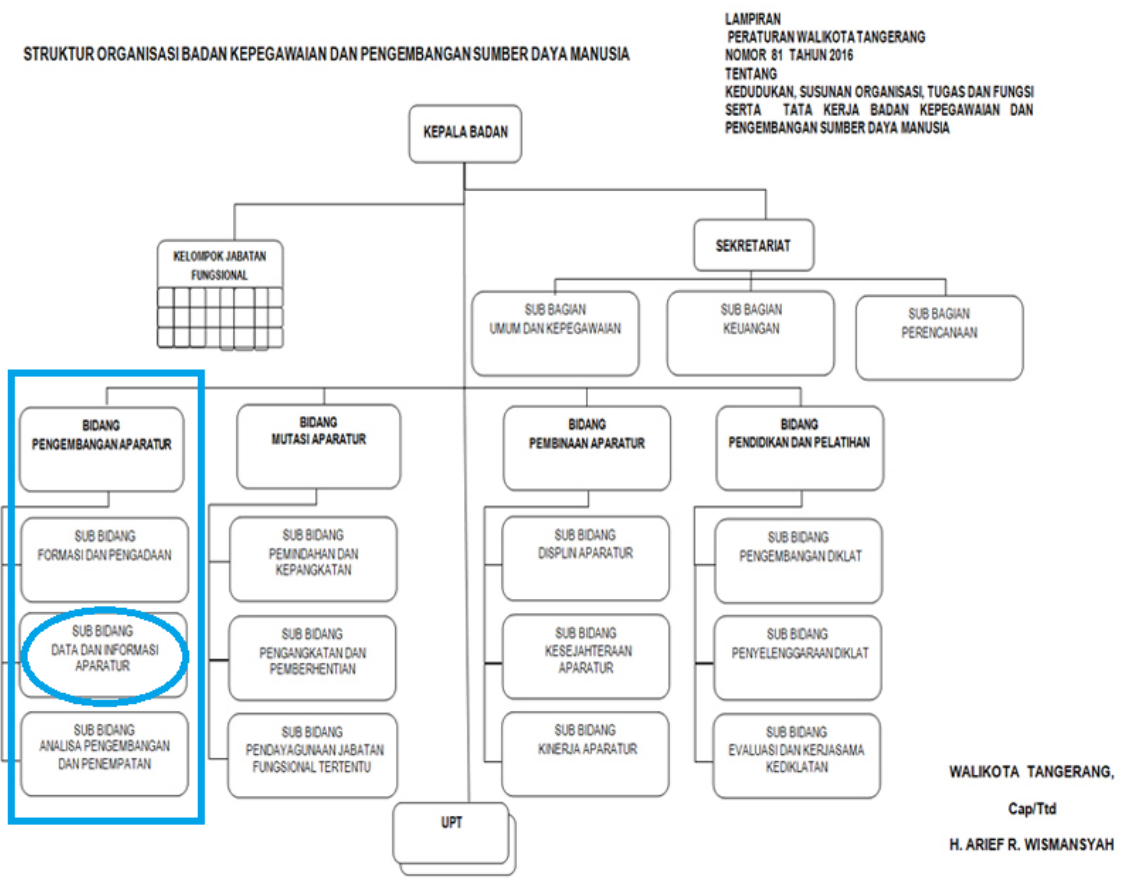 STRUKTUR ORGANISASI BADAN KEPEGAWAIAN DAN PENGEMBANGAN SUMBER DAYA MANUSIA
LAMPIRAN
PERATURAN WALIKOTA TANGERANG
NOMOR 81 TAHUN 2016
TENTANG
KEDUDUKAN, SUSUNAN ORGANISASI, TUGAS DAN FUNGSI
SERTA TATA KERJA BADAN KEPEGAWAIAN DAN
PENGEMBANGAN SUMBER DAYA MANUSIA
KEPALA BADAN
KELOMPOK JABATAN
FUNGSIONAL
SEKRETARIAT
SUB BAGIAN
UMUM DAN KEPEGAWAIAN
SUB BAGIAN
KEUANGAN
SUB BAGIAN
PERENCANAAN
BIDANG
PENGEMBANGAN APARATUR
SUB BIDANG
FORMASI DAN PENGADAAN
SUB BIDANG
DATA DAN INFORMASI
APARATUR
SUB BIDANG
ANALISA PENGEMBANGAN
DAN PENEMPATAN
BIDANG
MUTASI APARATUR
SUB BIDANG
PEMINDAHAN DAN
KEPANGKATAN
SUB BIDANG
PENGANGKATAN DAN
PEMBERHENTIAN
SUB BIDANG
PENDAYAGUNAAN JABATAN
FUNGSIONAL TERTENTU
BIDANG
PEMBINAAN APARATUR
SUB BIDANG
DISPLIN APARATUR
SUB BIDANG
KESEJAHTERAAN
APARATUR
SUB BIDANG
KINERJA APARATUR
BIDANG
PENDIDIKAN DAN PELATIHAN
SUB BIDANG
PENGEMBANGAN DIKLAT
SUB BIDANG
PENYELENGGARAAN DIKLAT
SUB BIDANG
EVALUASI DAN KERJASAMA
KEDIKLATAN
UPT
WALIKOTA TANGERANG,
Cap/Ttd
H. ARIEF R. WISMANSYAH